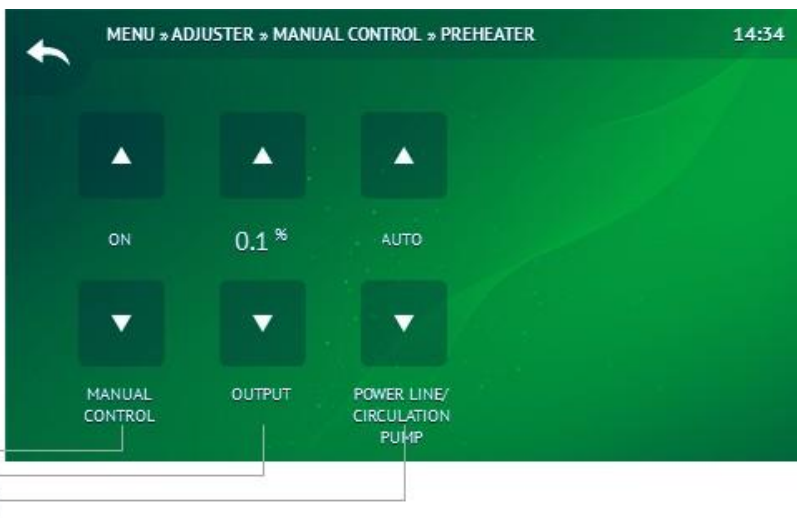 MENU » ADJUSTER » MANUAL CONTROL » PREHEATER 14:34
ON 0.1 % AUTO
MANUAL CONTROL
OUTPUT
POWER LINE/
CIRCULATION
PUMP